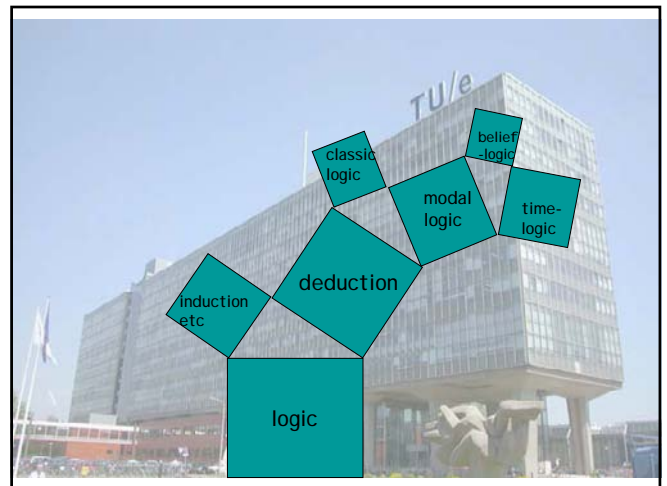 TU/e
belief
-logic
classic
logic
modal
logic
time-
logic
deduction
induction
etc
logic